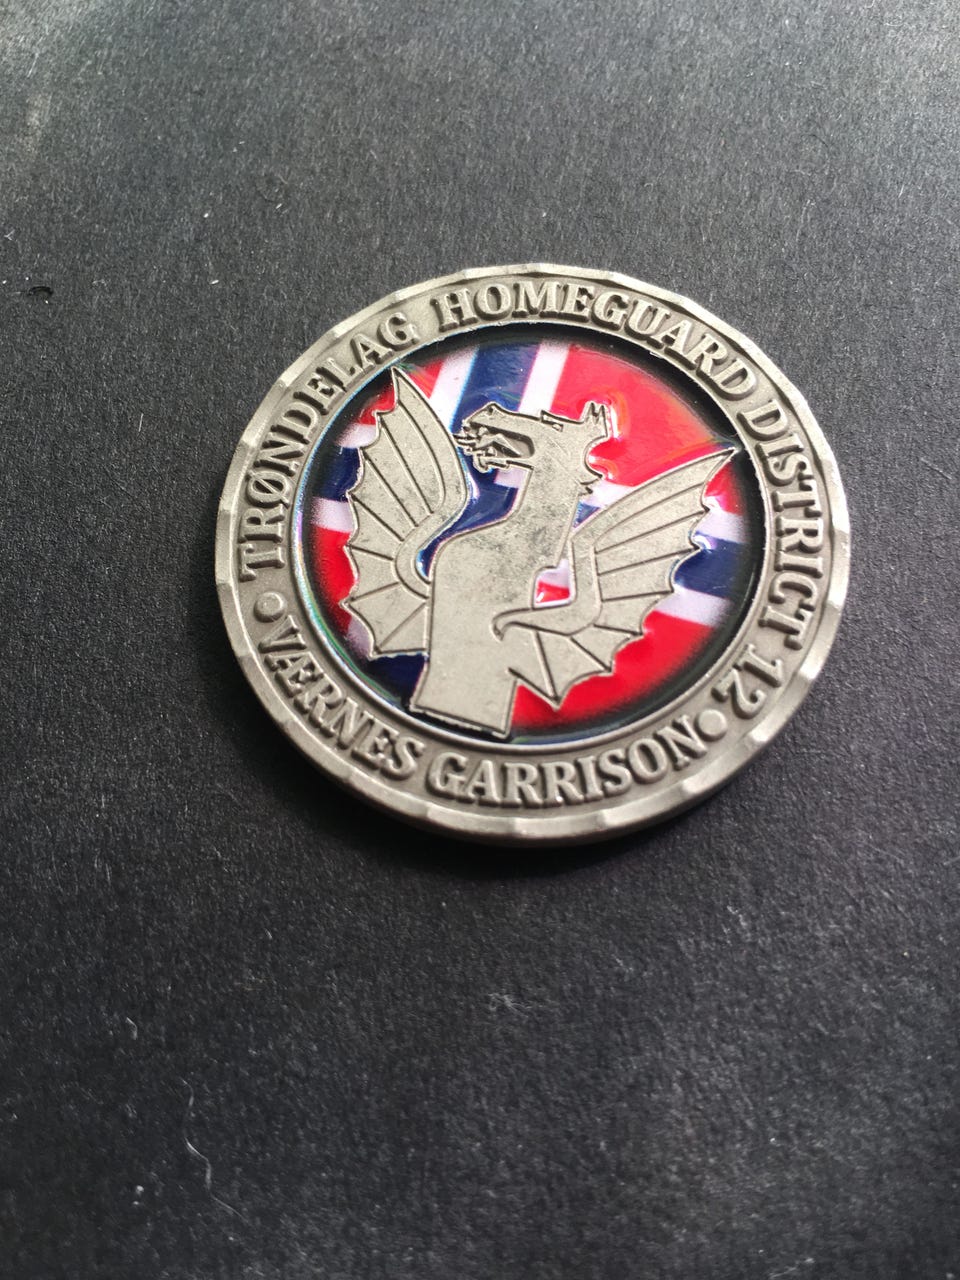 TRØNDELAG HOMEGUARD DISTRICT 12
VÆRNES GARRISON